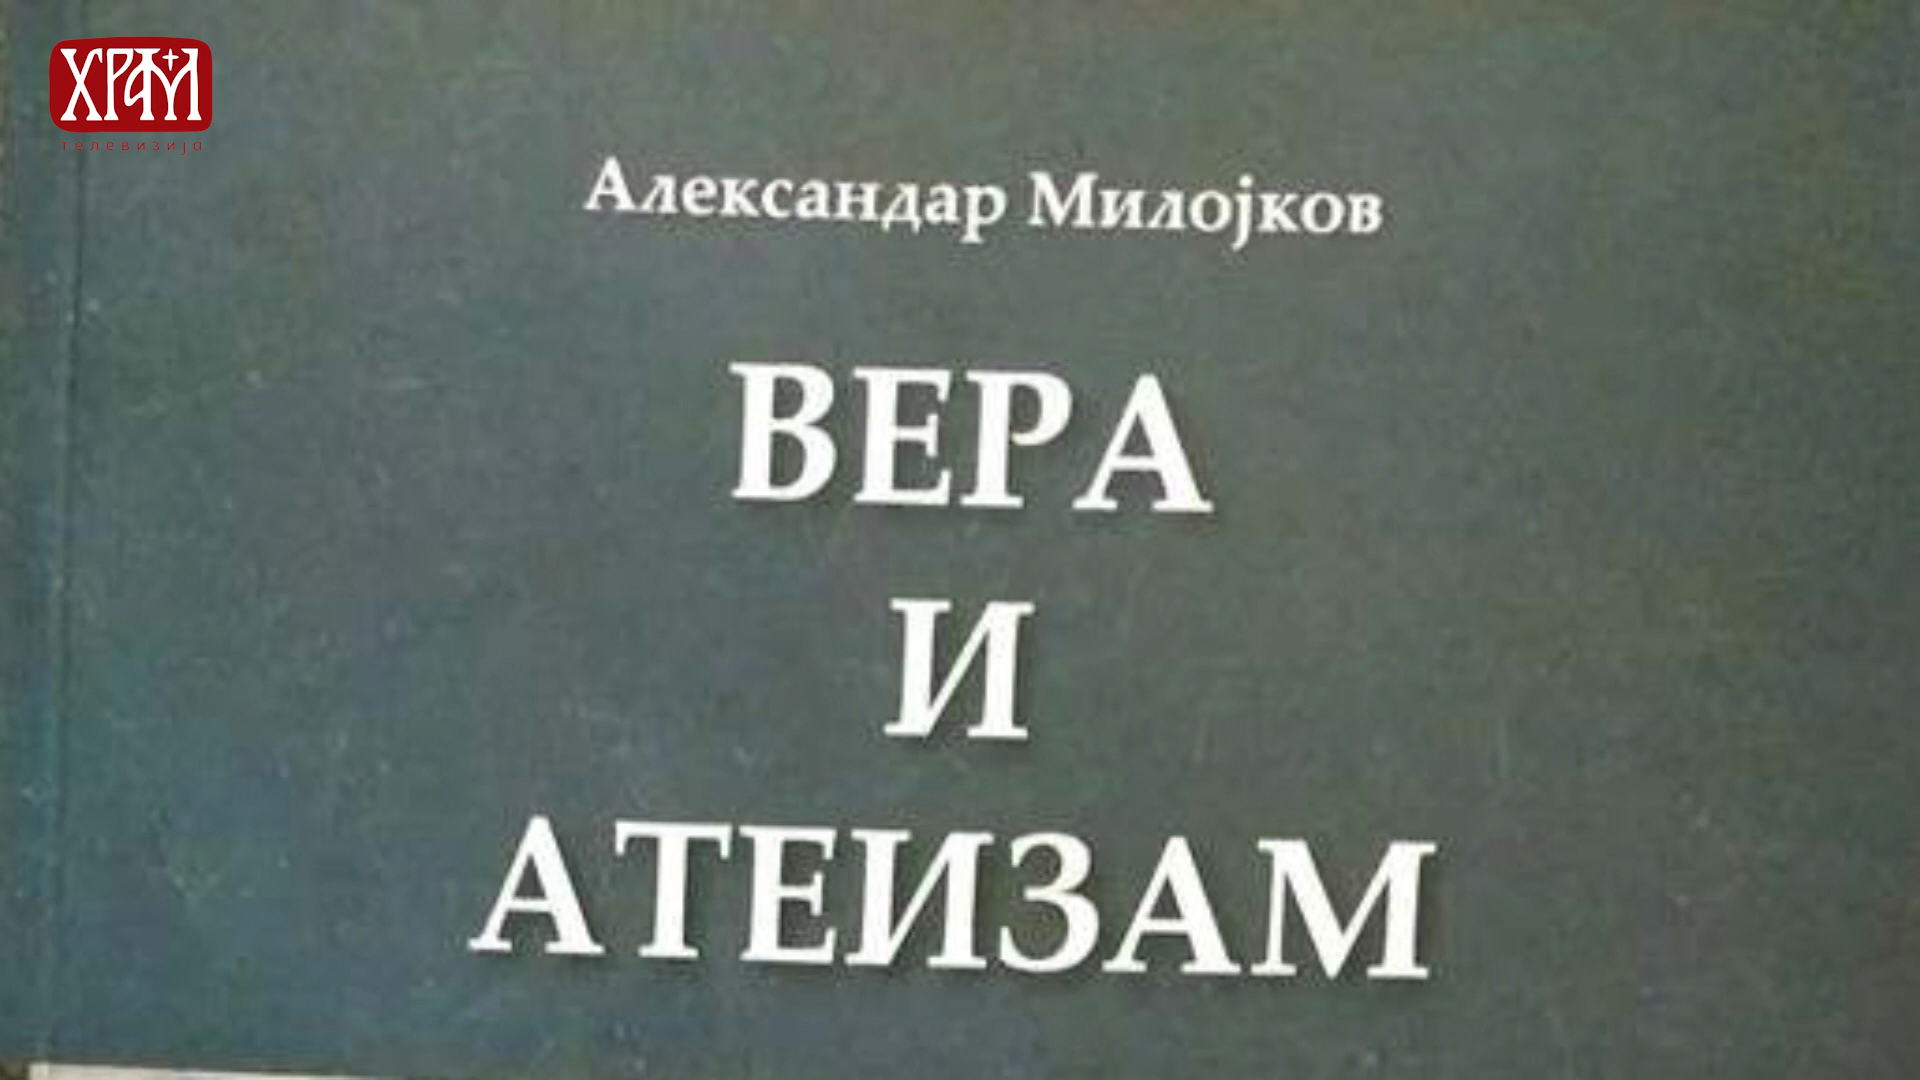 ХРАМ
телевизија
Александар Милојков
ВЕРА
И
АТЕИЗАМ